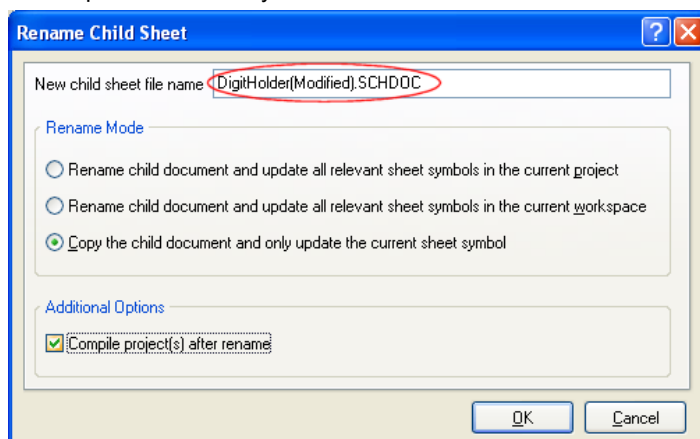 Rename Child Sheet
New child sheet file name DigitHolder(Modified).SCHDOC
Rename Mode
Rename child document and update all relevant sheet symbols in the current project
Rename child document and update all relevant sheet symbols in the current workspace
Copy the child document and only update the current sheet symbol
Additional Options
Compile project(s) after rename
OK Cancel